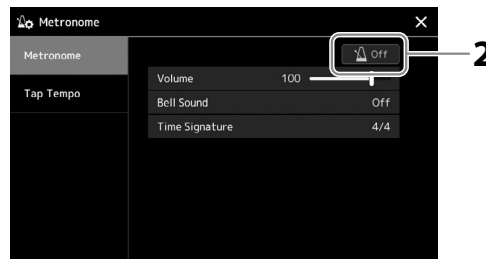 Metronome
Metronome
Off
2
Volume 100
Tap Tempo
Bell Sound Off
Time Signature 4/4